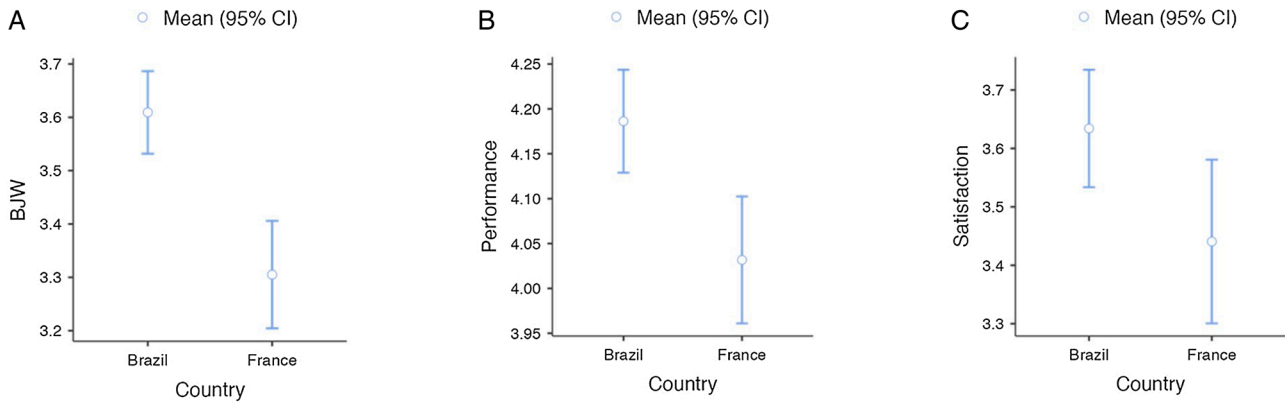 A
Mean (95% CI)
3.7
3.6
3.5
3.4
3.3
3.2
BJW
Brazil
France
Country
B
Mean (95% CI)
4.25
4.20
4.15
4.10
4.05
4.00
3.95
Performance
Brazil
France
Country
C
Mean (95% CI)
3.7
3.6
3.5
3.4
3.3
Satisfaction
Brazil
France
Country